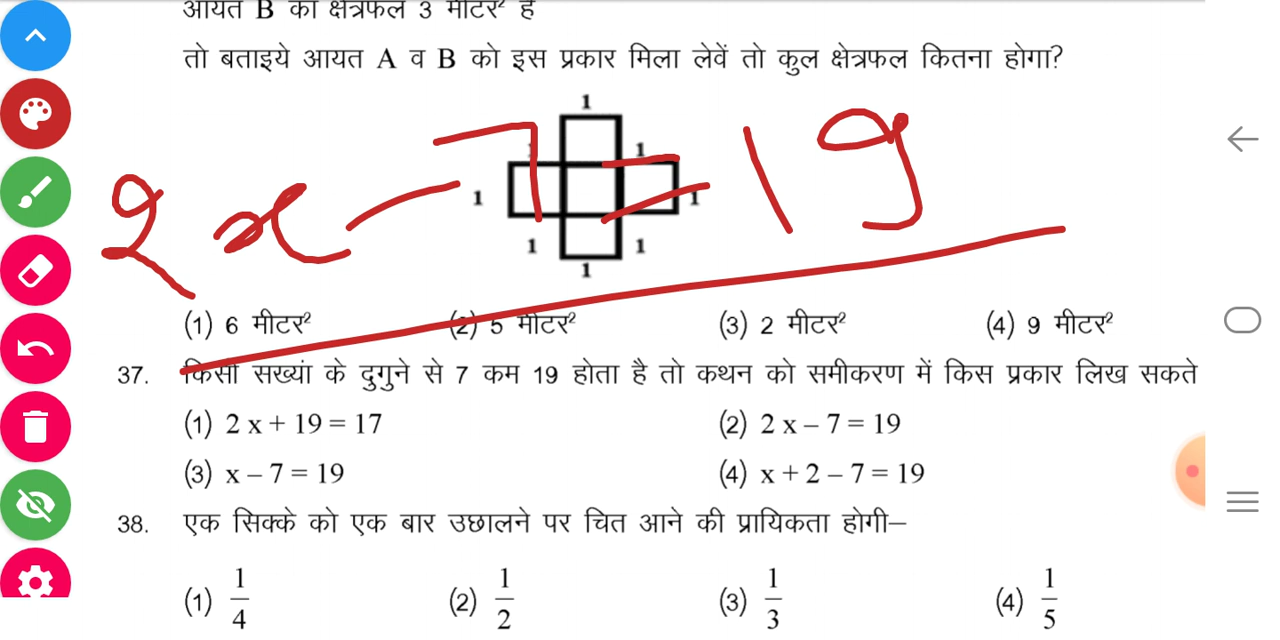 आयत B का क्षेत्रफल 3 मीटर² है
तो बताइये आयत A व B को इस प्रकार मिला लेवें तो कुल क्षेत्रफल कितना होगा?
1
1
1 1
1 1
1
2x - 7 = 19
(1) 6 मीटर² (2) 5 मीटर² (3) 2 मीटर² (4) 9 मीटर²
37. किसी सख्यां के दुगुने से 7 कम 19 होता है तो कथन को समीकरण में किस प्रकार लिख सकते
(1) 2 x + 19 = 17 (2) 2 x – 7 = 19
(3) x – 7 = 19 (4) x + 2 – 7 = 19
38. एक सिक्के को एक बार उछालने पर चित आने की प्रायिकता होगी–
(1) 1/4 (2) 1/2 (3) 1/3 (4) 1/5